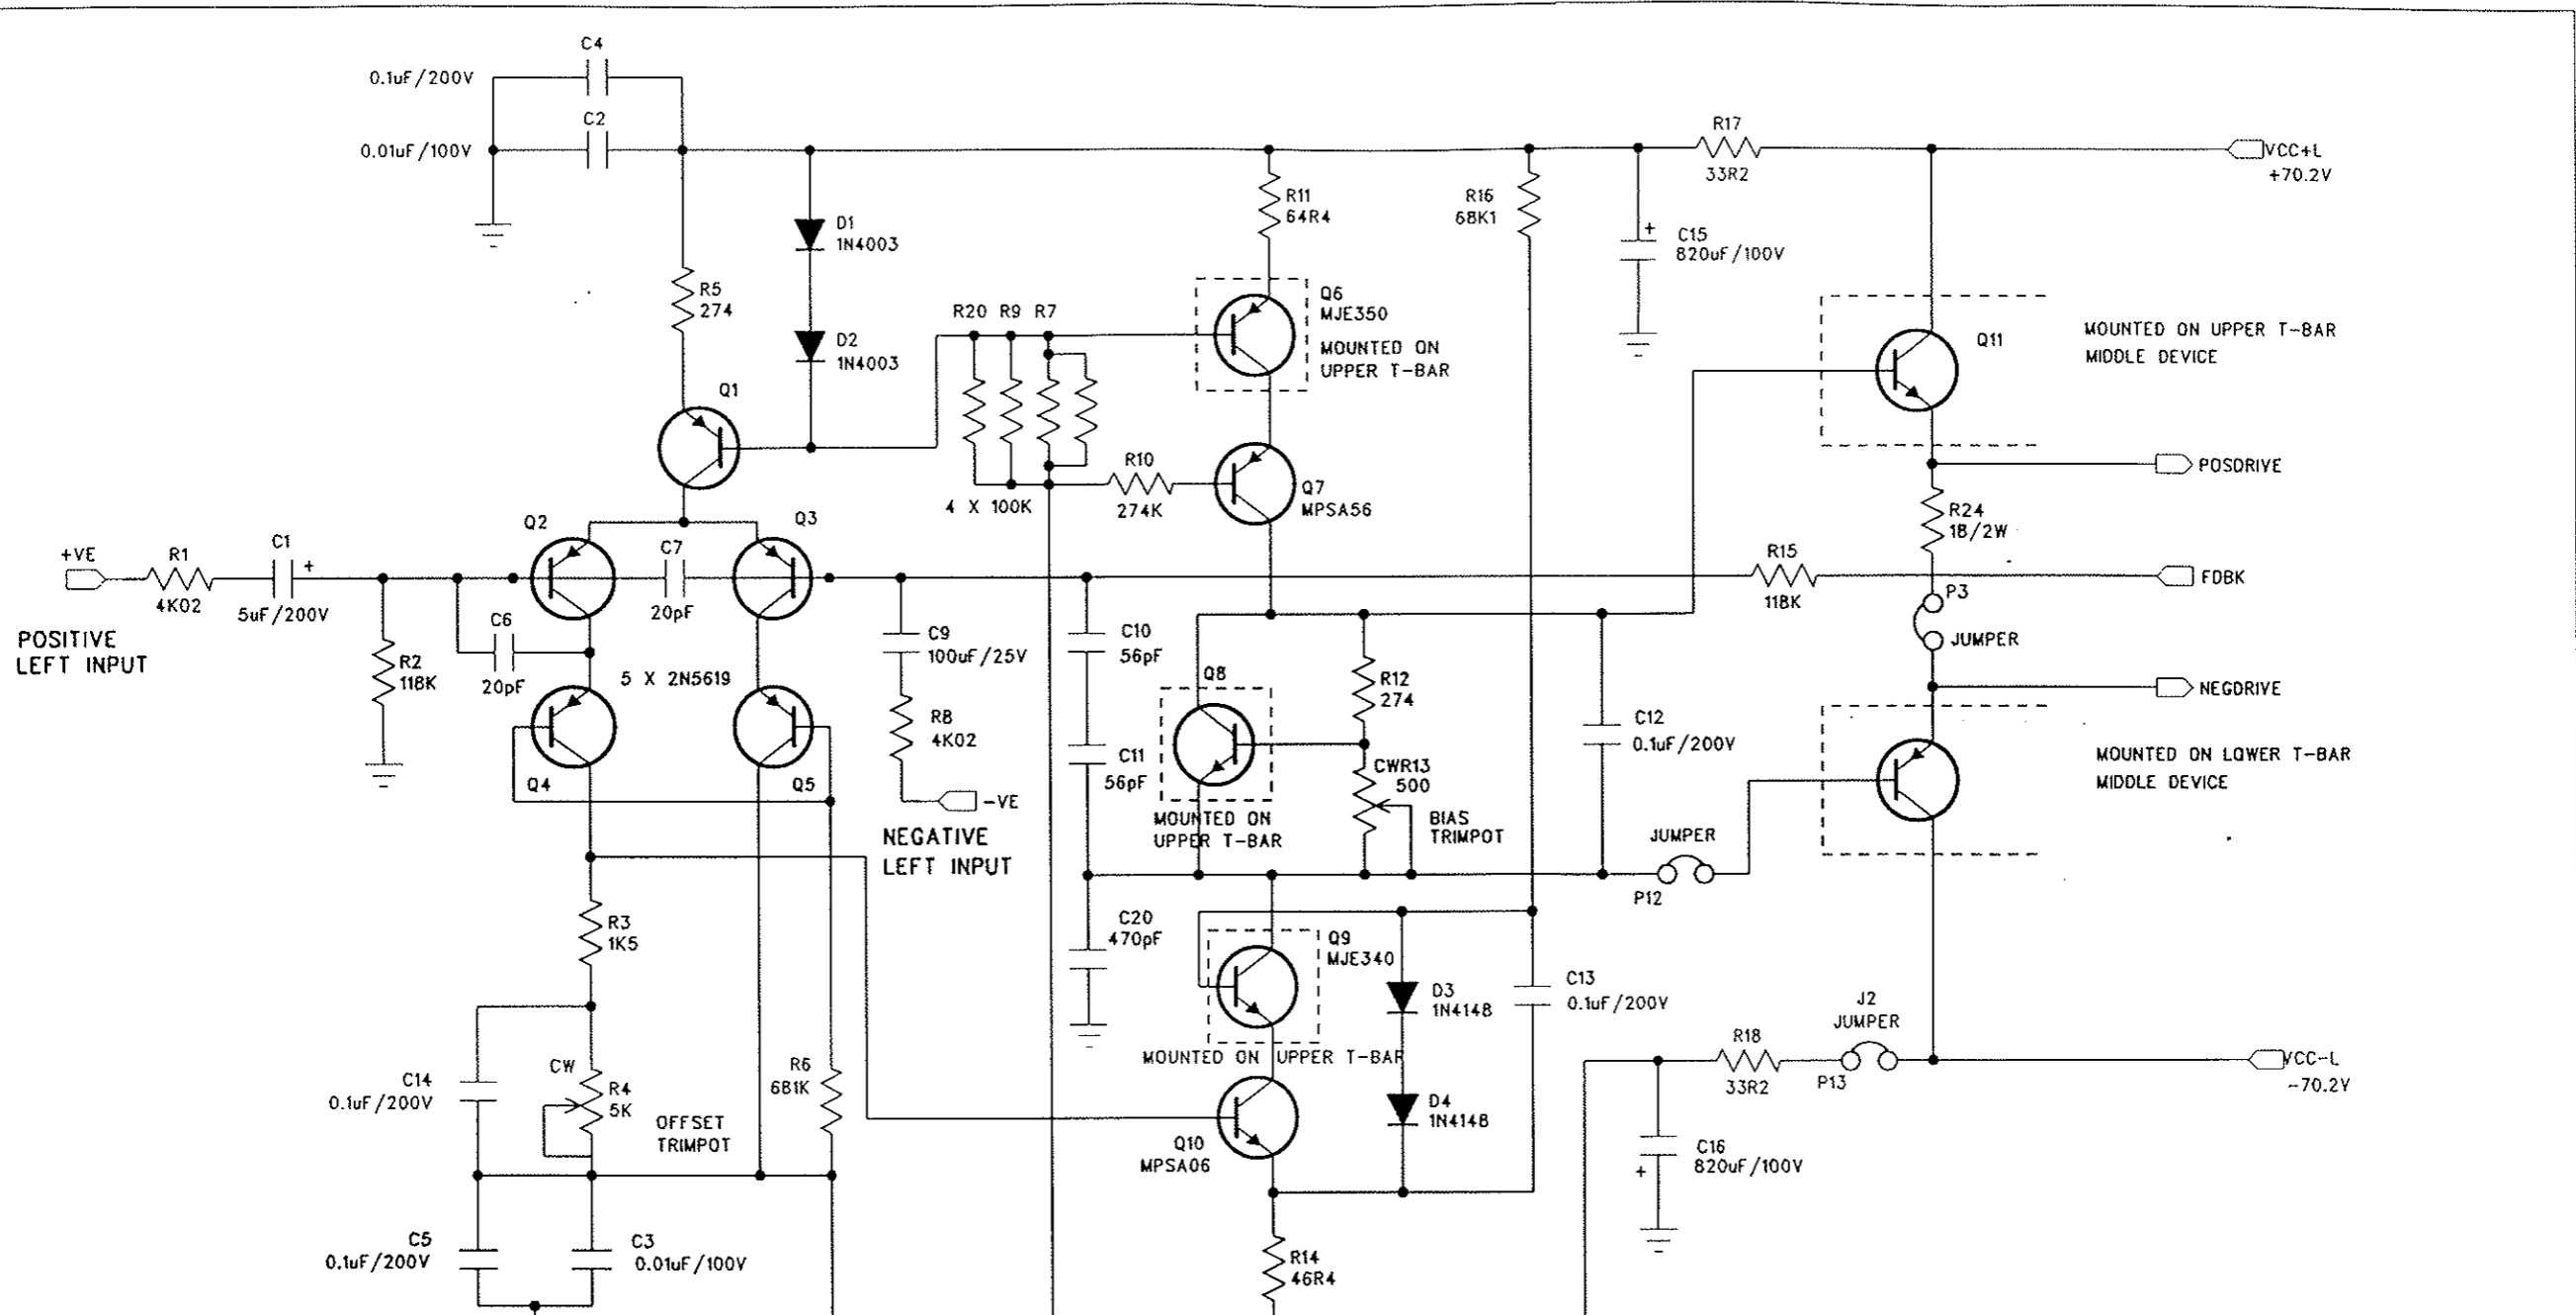 C4
0.1uF/200V
C2
0.01uF/100V
R17
33R2
VCC+L
+70.2V
R11
64R4
R16
68K1
D1
1N4003
C15
820uF/100V
+
R5
274
D2
1N4003
R20 R9 R7
Q6
MJE350
MOUNTED ON
UPPER T-BAR
Q11
MOUNTED ON UPPER T-BAR
MIDDLE DEVICE
Q1
R10
274K
4 X 100K
Q7
MPSA56
POSDRIVE
R24
18/2W
+VE
R1
4K02
C1
+
5uF/200V
Q2
C7
20pF
Q3
R15
118K
FDBK
P3
JUMPER
POSITIVE
LEFT INPUT
R2
118K
C6
20pF
5 X 2N5619
C9
100uF/25V
C10
56pF
Q8
R12
274
C12
0.1uF/200V
NEGDRIVE
R8
4K02
C11
56pF
CWR13
500
MOUNTED ON LOWER T-BAR
MIDDLE DEVICE
Q4
Q5
-VE
NEGATIVE
LEFT INPUT
MOUNTED ON
UPPER T-BAR
BIAS
TRIMPOT
JUMPER
P12
R3
1K5
C20
470pF
Q9
MJE340
MOUNTED ON UPPER T-BAR
D3
1N4148
C13
0.1uF/200V
J2
JUMPER
R18
33R2
P13
VCC-L
-70.2V
C14
0.1uF/200V
CW
R4
5K
OFFSET
TRIMPOT
R6
681K
Q10
MPSA06
D4
1N4148
C16
820uF/100V
+
C5
0.1uF/200V
C3
0.01uF/100V
R14
46R4